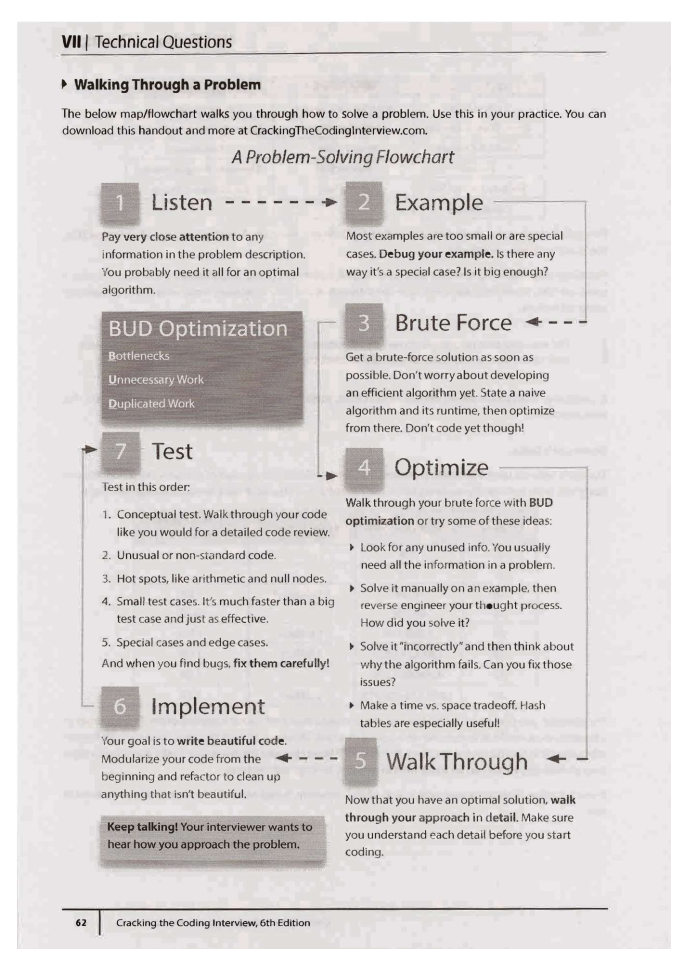 VII | Technical Questions
Walking Through a Problem
The below map/flowchart walks you through how to solve a problem. Use this in your practice. You can
download this handout and more at CrackingTheCodingInterview.com.
A Problem-Solving Flowchart
1 Listen
Pay very close attention to any
information in the problem description.
You probably need it all for an optimal
algorithm.
2 Example
Most examples are too small or are special
cases. Debug your example. Is there any
way it's a special case? Is it big enough?
BUD Optimization
Bottlenecks
Unnecessary Work
Duplicated Work
3 Brute Force
Get a brute-force solution as soon as
possible. Don't worry about developing
an efficient algorithm yet. State a naive
algorithm and its runtime, then optimize
from there. Don't code yet though!
4 Optimize
Walk through your brute force with BUD
optimization or try some of these ideas:
Look for any unused info. You usually
need all the information in a problem.
Solve it manually on an example, then
reverse engineer your thought process.
How did you solve it?
Solve it "incorrectly" and then think about
why the algorithm fails. Can you fix those
issues?
Make a time vs. space tradeoff. Hash
tables are especially useful!
5 Walk Through
Now that you have an optimal solution, walk
through your approach in detail. Make sure
you understand each detail before you start
coding.
6 Implement
Your goal is to write beautiful code.
Modularize your code from the
beginning and refactor to clean up
anything that isn't beautiful.
7 Test
Test in this order:
1. Conceptual test. Walk through your code
like you would for a detailed code review.
2. Unusual or non-standard code.
3. Hot spots, like arithmetic and null nodes.
4. Small test cases. It's much faster than a big
test case and just as effective.
5. Special cases and edge cases.
And when you find bugs, fix them carefully!
Keep talking! Your interviewer wants to
hear how you approach the problem.
62 | Cracking the Coding Interview, 6th Edition